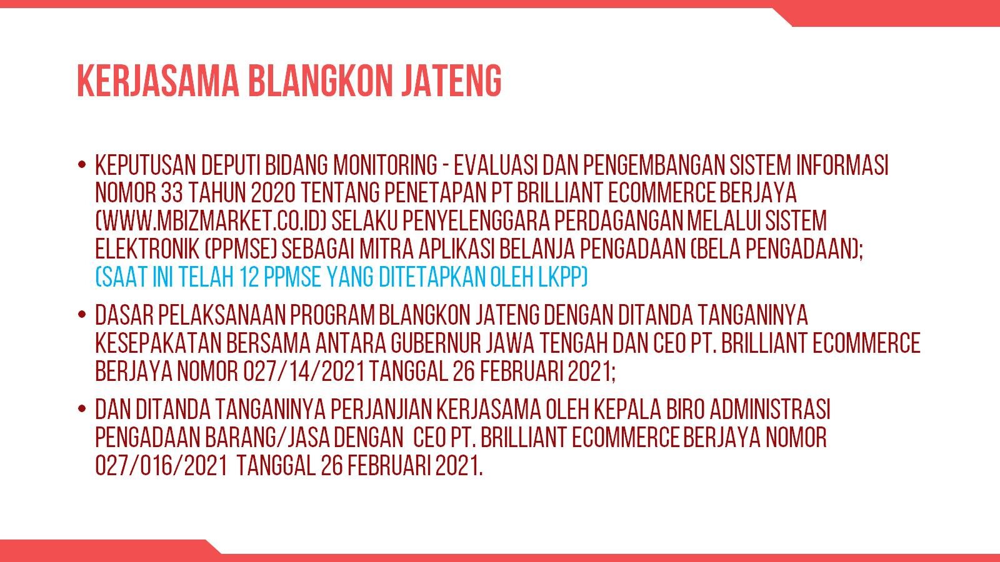 KERJASAMA BLANGKON JATENG
• KEPUTUSAN DEPUTI BIDANG MONITORING - EVALUASI DAN PENGEMBANGAN SISTEM INFORMASI
NOMOR 33 TAHUN 2020 TENTANG PENETAPAN PT BRILLIANT ECOMMERCE BERJAYA
(WWW.MBIZMARKET.CO.ID) SELAKU PENYELENGGARA PERDAGANGAN MELALUI SISTEM
ELEKTRONIK (PPMSE) SEBAGAI MITRA APLIKASI BELANJA PENGADAAN (BELA PENGADAAN);
(SAAT INI TELAH 12 PPMSE YANG DITETAPKAN OLEH LKPP)
• DASAR PELAKSANAAN PROGRAM BLANGKON JATENG DENGAN DITANDA TANGANINYA
KESEPAKATAN BERSAMA ANTARA GUBERNUR JAWA TENGAH DAN CEO PT. BRILLIANT ECOMMERCE
BERJAYA NOMOR 027/14/2021 TANGGAL 26 FEBRUARI 2021;
• DAN DITANDA TANGANINYA PERJANJIAN KERJASAMA OLEH KEPALA BIRO ADMINISTRASI
PENGADAAN BARANG/JASA DENGAN CEO PT. BRILLIANT ECOMMERCE BERJAYA NOMOR
027/016/2021 TANGGAL 26 FEBRUARI 2021.